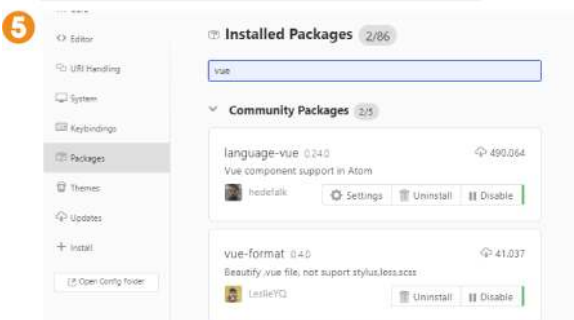 5
Editor
Installed Packages 2/86
URI Handling
vue
System
Community Packages 2/5
Keybindings
Packages
language-vue 0.24.0 490.064
Vue component support in Atom
Themes
hedefalk Settings Uninstall Disable
Updates
Install
vue-format 0.4.0 41.037
Beautify .vue file, not suport stylus,less,scss
Open Config Folder
LeslieYQ Uninstall Disable